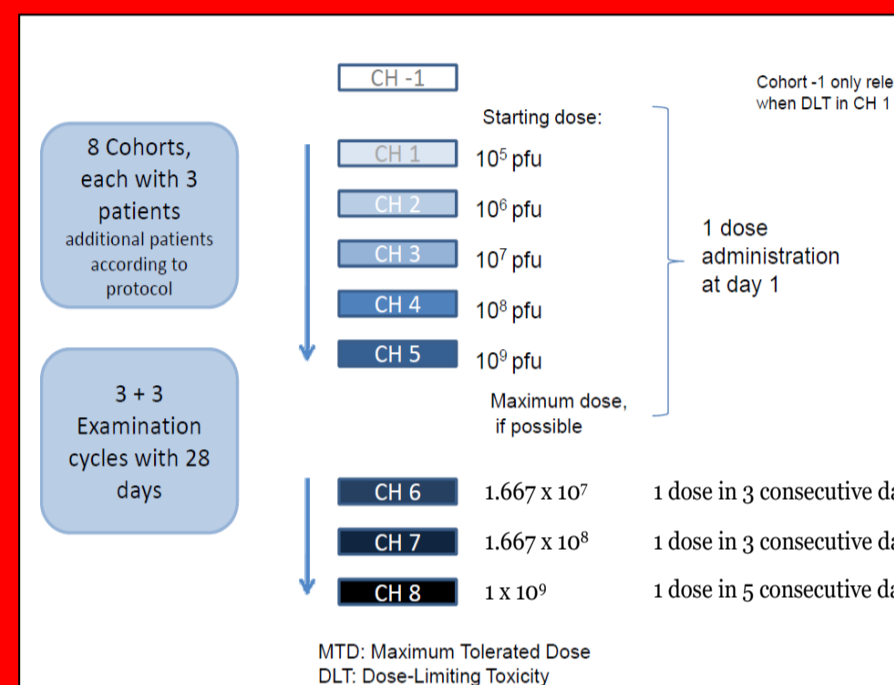 CH -1
Cohort -1 only
when DLT in CH 1
Starting dose:
8 Cohorts,
each with 3
patients
additional patients
according to
protocol
CH 1 10⁵ pfu
CH 2 10⁶ pfu
CH 3 10⁷ pfu
CH 4 10⁸ pfu
CH 5 10⁹ pfu
1 dose
administration
at day 1
Maximum dose,
if possible
3 + 3
Examination
cycles with 28
days
CH 6 1.667 x 10⁷ 1 dose in 3 consecutive
CH 7 1.667 x 10⁸ 1 dose in 3 consecutive
CH 8 1 x 10⁹ 1 dose in 5 consecutive
MTD: Maximum Tolerated Dose
DLT: Dose-Limiting Toxicity